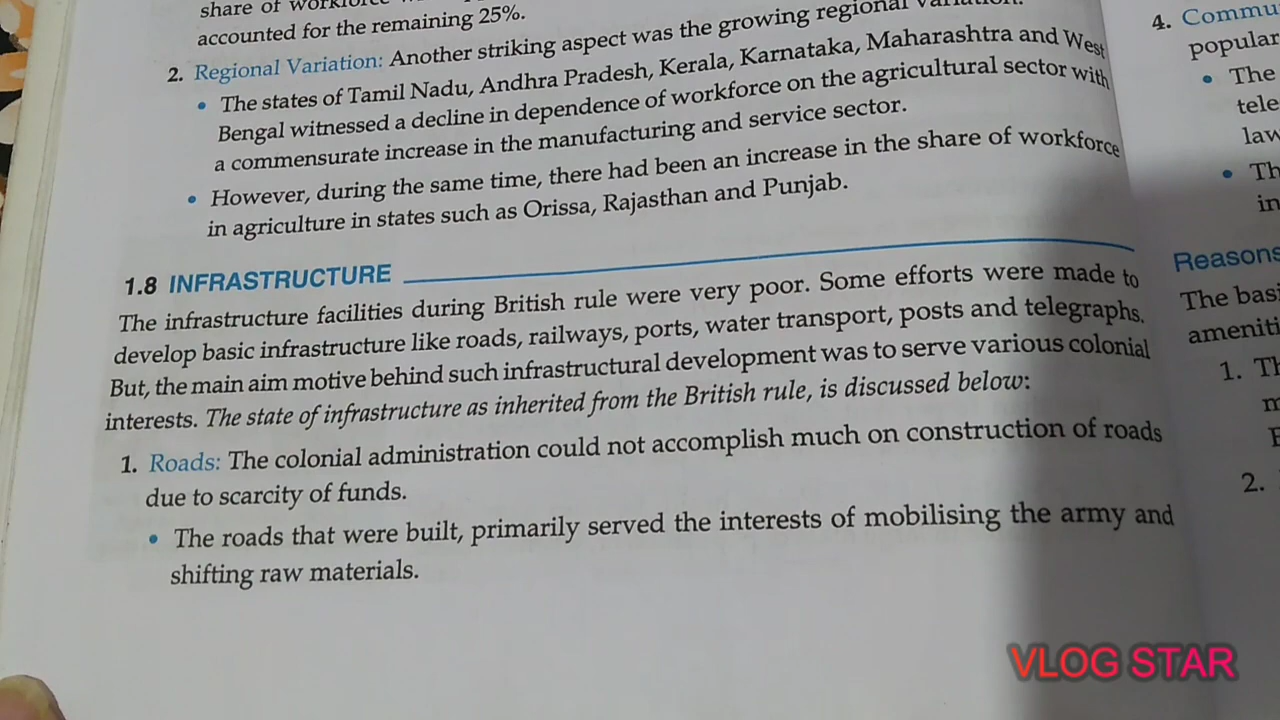 share of
accounted for the remaining 25%.
2. Regional Variation: Another striking aspect was the growing regional variation.
• The states of Tamil Nadu, Andhra Pradesh, Kerala, Karnataka, Maharashtra and West
Bengal witnessed a decline in dependence of workforce on the agricultural sector with
a commensurate increase in the manufacturing and service sector.
• However, during the same time, there had been an increase in the share of workforce
in agriculture in states such as Orissa, Rajasthan and Punjab.
1.8 INFRASTRUCTURE
The infrastructure facilities during British rule were very poor. Some efforts were made to
develop basic infrastructure like roads, railways, ports, water transport, posts and telegraphs.
But, the main aim motive behind such infrastructural development was to serve various colonial
interests. The state of infrastructure as inherited from the British rule, is discussed below:
1. Roads: The colonial administration could not accomplish much on construction of roads
due to scarcity of funds.
• The roads that were built, primarily served the interests of mobilising the army and
shifting raw materials.
4. Commu
popular
• The
tele
law
• Th
in
Reasons
The basi
ameniti
1. Th
m
2.
VLOG STAR